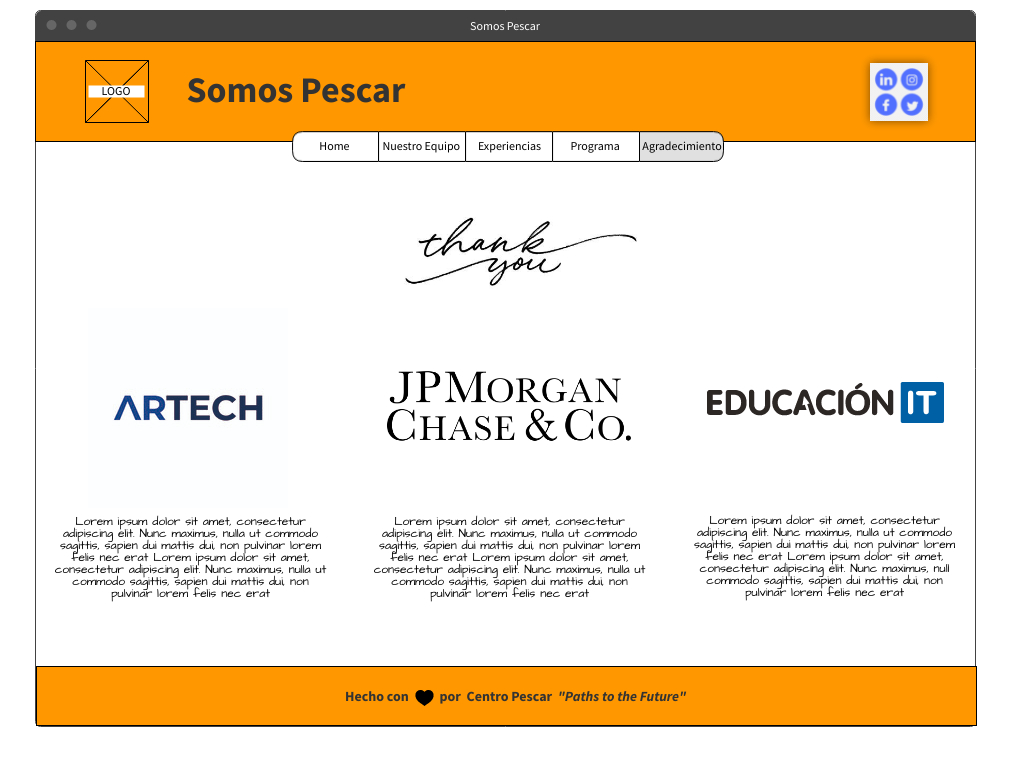 Somos Pescar
LOGO
Somos Pescar
in
f
Home
Nuestro Equipo
Experiencias
Programa
Agradecimiento
thank
you
ARTECH
JPMORGAN
CHASE & CO.
EDUCACIÓN IT
Lorem ipsum dolor sit amet, consectetur
adipiscing elit. Nunc maximus, nulla ut commodo
sagittis, sapien dui mattis dui, non pulvinar lorem
felis nec erat Lorem ipsum dolor sit amet,
consectetur adipiscing elit. Nunc maximus, nulla ut
commodo sagittis, sapien dui mattis dui, non
pulvinar lorem felis nec erat
Lorem ipsum dolor sit amet, consectetur
adipiscing elit. Nunc maximus, nulla ut commodo
sagittis, sapien dui mattis dui, non pulvinar lorem
felis nec erat Lorem ipsum dolor sit amet,
consectetur adipiscing elit. Nunc maximus, nulla ut
commodo sagittis, sapien dui mattis dui, non
pulvinar lorem felis nec erat
Lorem ipsum dolor sit amet, consectetur
adipiscing elit. Nunc maximus, nulla ut commodo
sagittis, sapien dui mattis dui, non pulvinar lorem
felis nec erat Lorem ipsum dolor sit amet,
consectetur adipiscing elit. Nunc maximus, null
commodo sagittis, sapien dui mattis dui, non
pulvinar lorem felis nec erat
Hecho con por Centro Pescar "Paths to the Future"